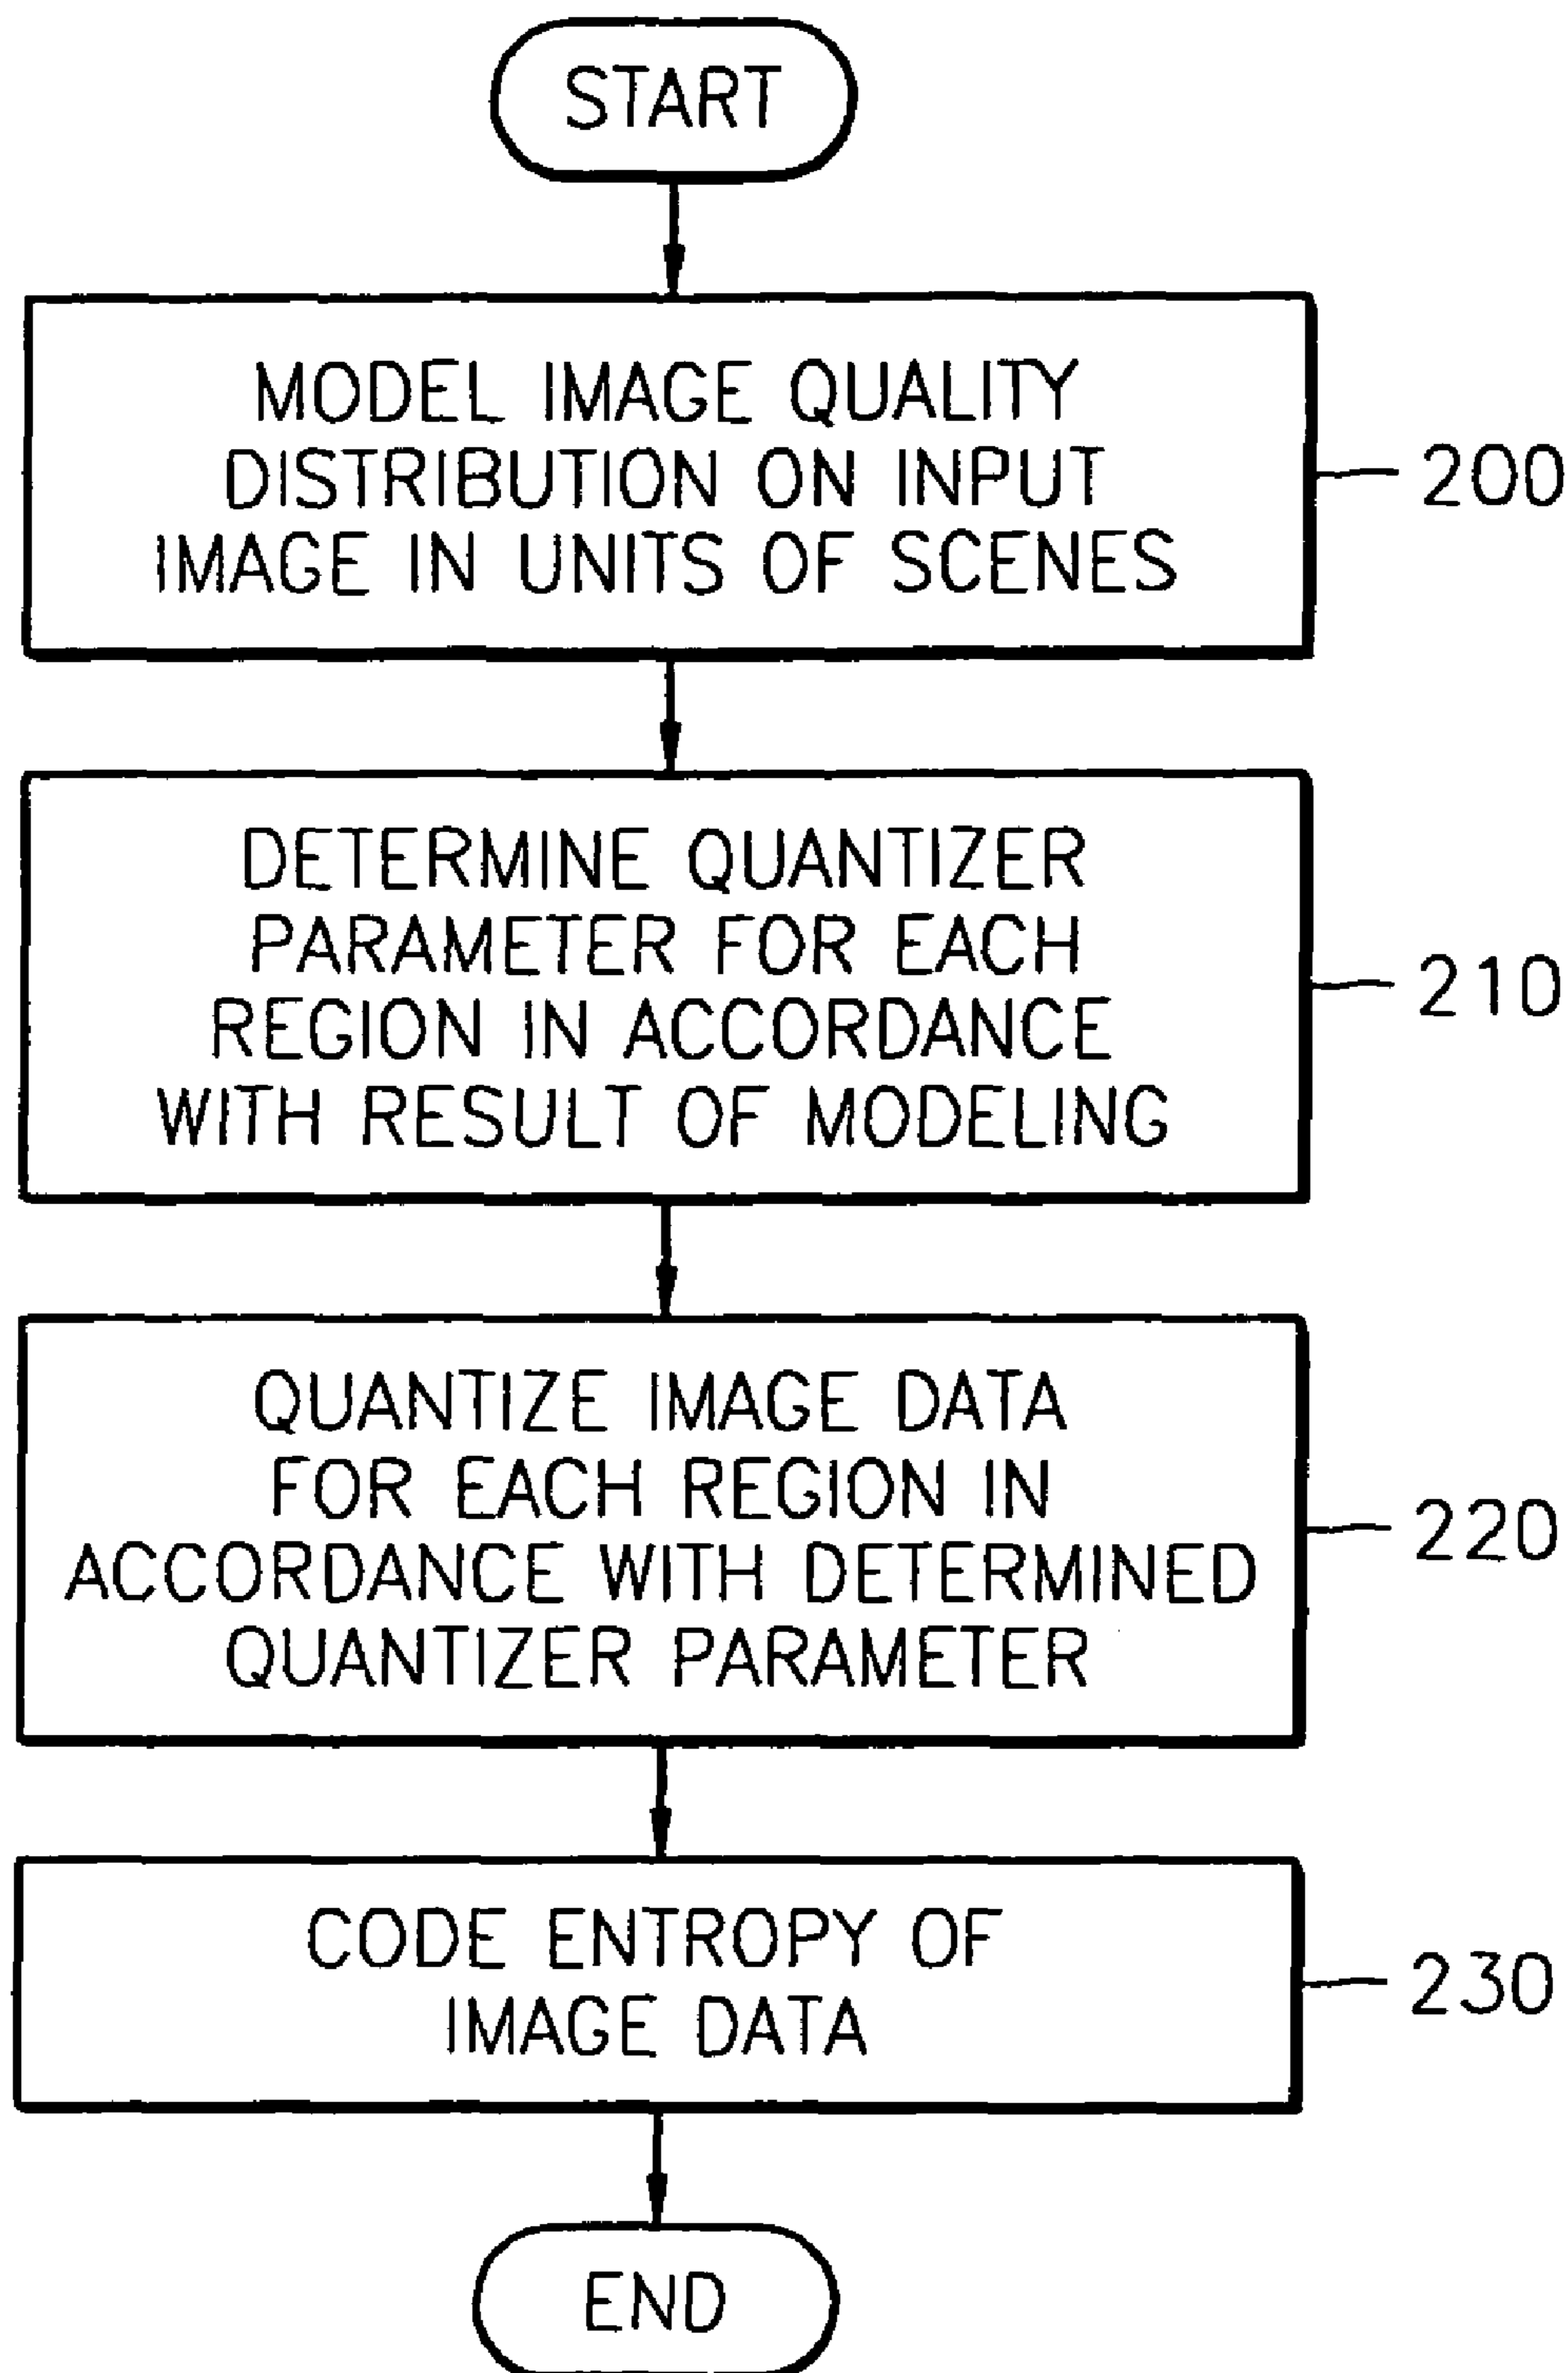 START
MODEL IMAGE QUALITY
DISTRIBUTION ON INPUT
IMAGE IN UNITS OF SCENES
200
DETERMINE QUANTIZER
PARAMETER FOR EACH
REGION IN ACCORDANCE
WITH RESULT OF MODELING
210
QUANTIZE IMAGE DATA
FOR EACH REGION IN
ACCORDANCE WITH DETERMINED
QUANTIZER PARAMETER
220
CODE ENTROPY OF
IMAGE DATA
230
END